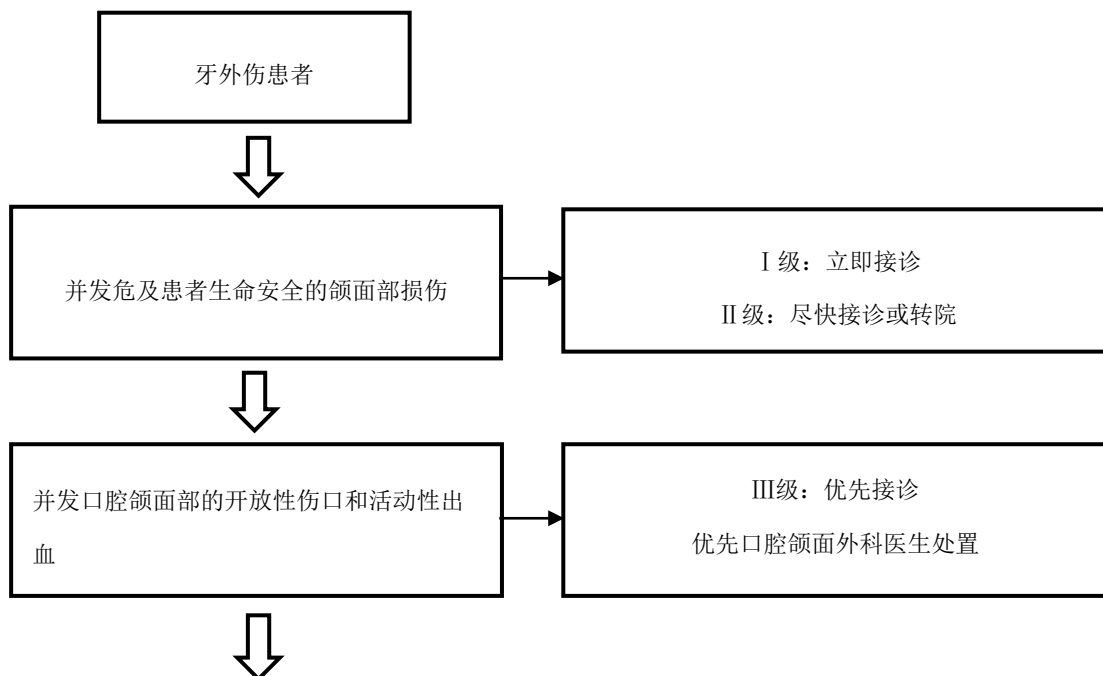 牙外伤患者
并发危及患者生命安全的颌面部损伤
Ⅰ级：立即接诊
Ⅱ级：尽快接诊或转院
并发口腔颌面部的开放性伤口和活动性出
血
Ⅲ级：优先接诊
优先口腔颌面外科医生处置